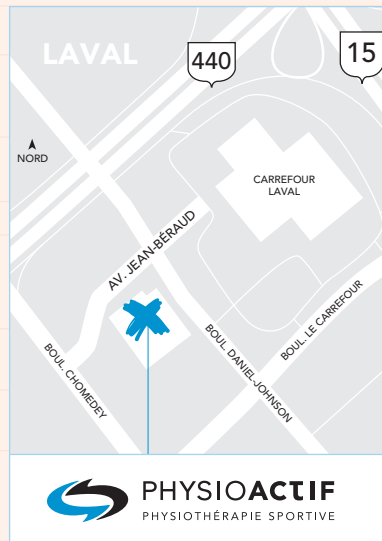 LAVAL
440
15
NORD
CARREFOUR
LAVAL
AV. JEAN-BÉRAUD
BOUL. CHOMEDEY
BOUL. DANIEL-JOHNSON
BOUL. LE CARREFOUR
PHYSIOACTIF
PHYSIOTHÉRAPIE SPORTIVE